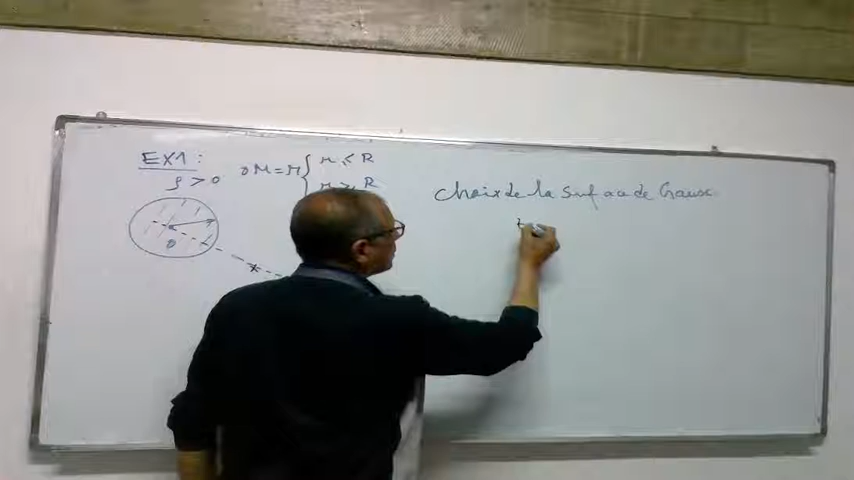 EX1:
ρ > 0 OM = r { r ≤ R
r > R
O
Choix de la Surface de Gauss